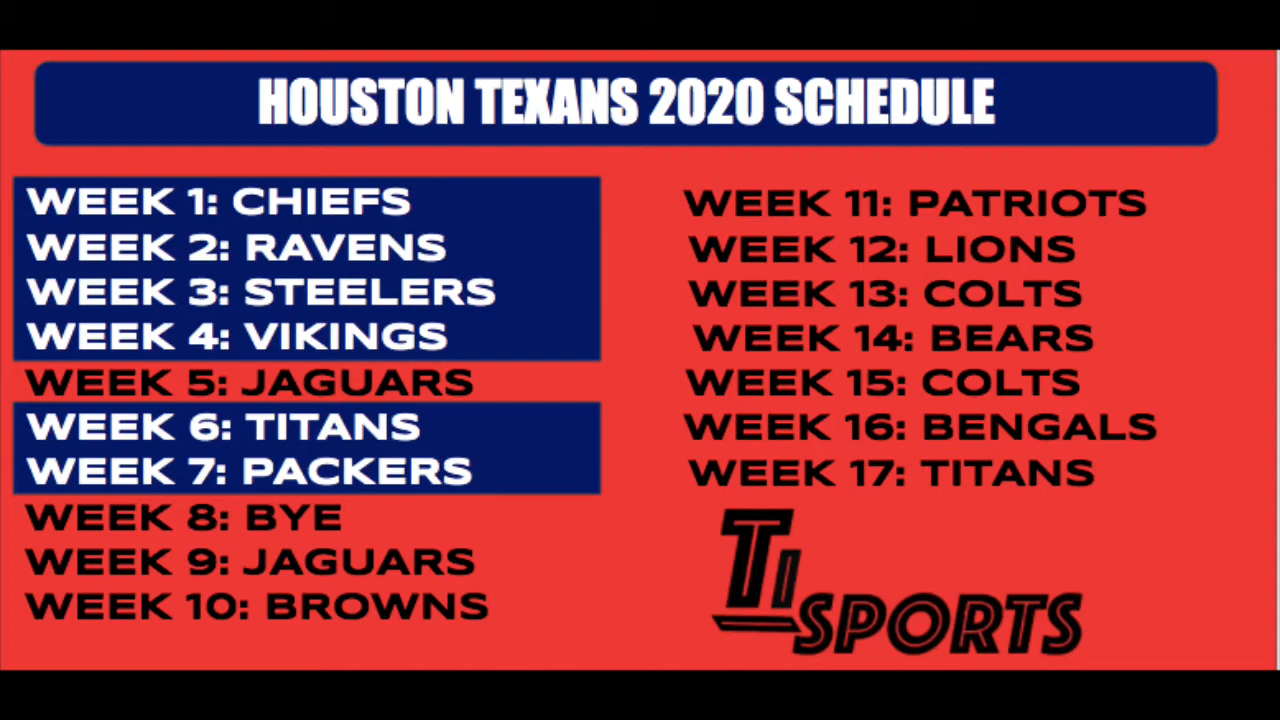 HOUSTON TEXANS 2020 SCHEDULE
WEEK 1: CHIEFS
WEEK 2: RAVENS
WEEK 3: STEELERS
WEEK 4: VIKINGS
WEEK 5: JAGUARS
WEEK 6: TITANS
WEEK 7: PACKERS
WEEK 8: BYE
WEEK 9: JAGUARS
WEEK 10: BROWNS
WEEK 11: PATRIOTS
WEEK 12: LIONS
WEEK 13: COLTS
WEEK 14: BEARS
WEEK 15: COLTS
WEEK 16: BENGALS
WEEK 17: TITANS
TI
SPORTS